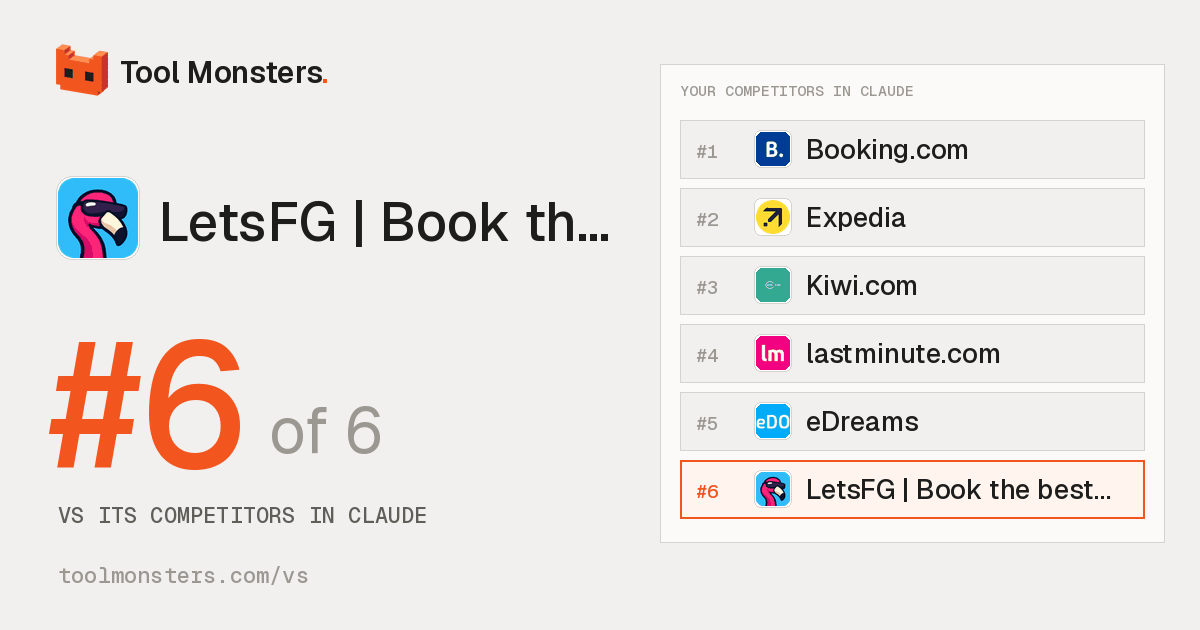 Tool Monsters.
LetsFG | Book th...
#6 of 6
VS ITS COMPETITORS IN CLAUDE
toolmonsters.com/vs
YOUR COMPETITORS IN CLAUDE
#1 B. Booking.com
#2 Expedia
#3 Kiwi.com
#4 lm lastminute.com
#5 eDO eDreams
#6 LetsFG | Book the best...